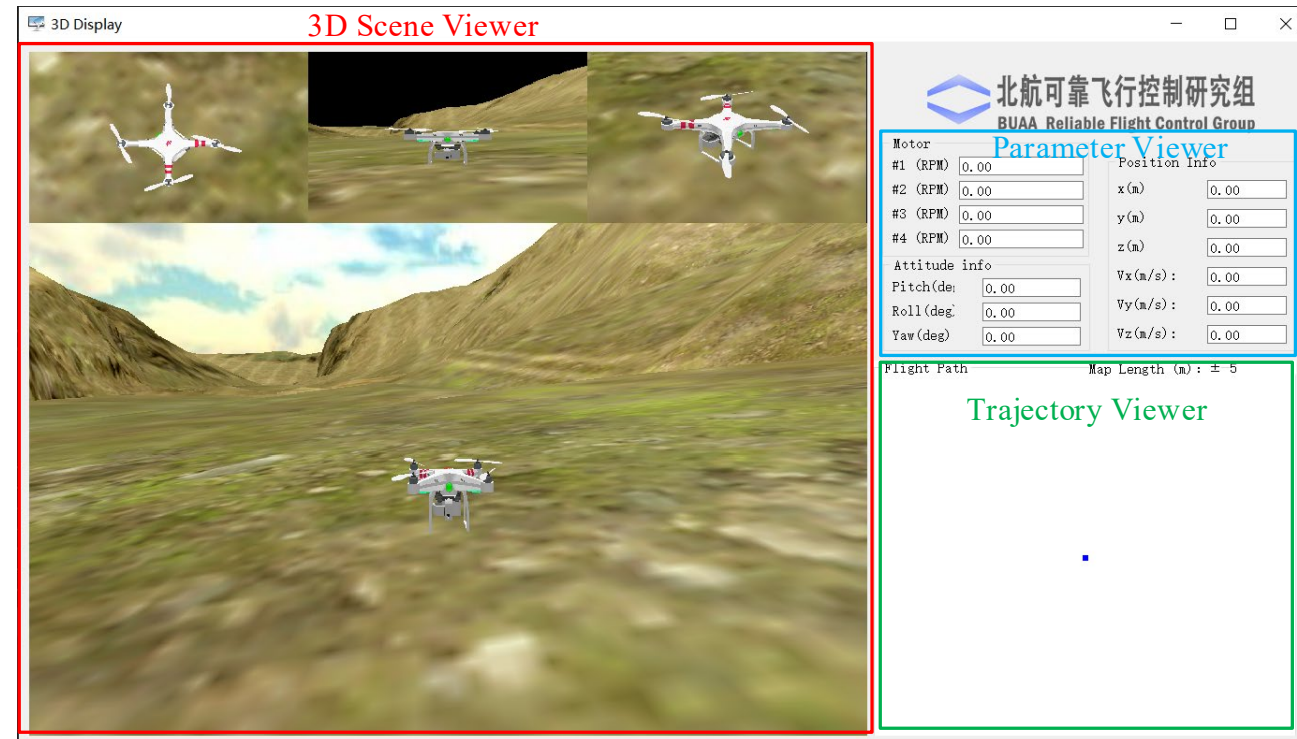 3D Display
3D Scene Viewer
北航可靠飞行控制研究组
BUAA Reliable Flight Control Group
Parameter Viewer
Motor
#1 (RPM) 0.00
#2 (RPM) 0.00
#3 (RPM) 0.00
#4 (RPM) 0.00
Attitude info
Pitch(de 0.00
Roll(deg 0.00
Yaw(deg) 0.00
Position Info
x(m) 0.00
y(m) 0.00
z(m) 0.00
Vx(m/s): 0.00
Vy(m/s): 0.00
Vz(m/s): 0.00
Flight Path
Map Length (m): ± 5
Trajectory Viewer